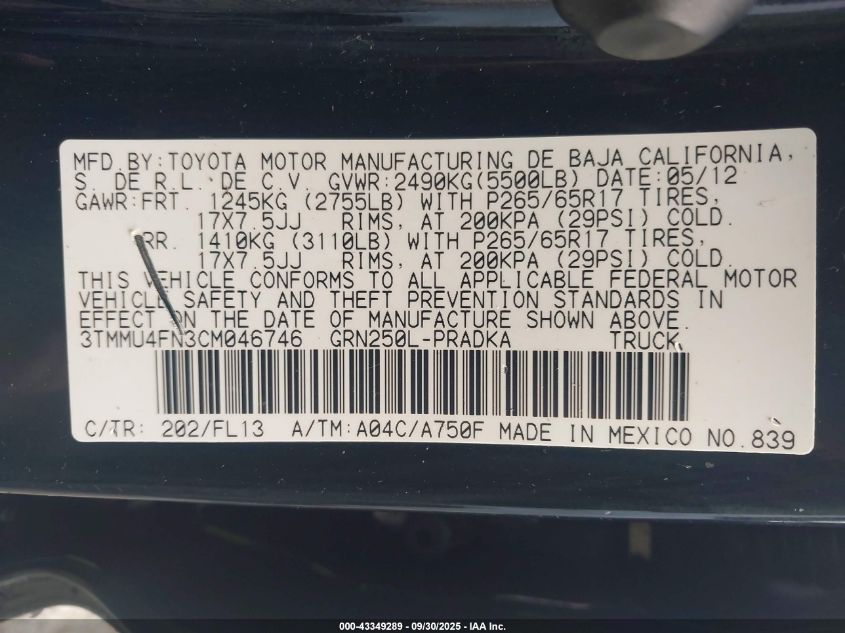 MFD.BY:TOYOTA MOTOR MANUFACTURING DE BAJA CALIFORNIA,
S. DE R.L. DE C.V. GVWR:2490KG(5500LB) DATE:05/12
GAWR:FRT. 1245KG (2755LB) WITH P265/65R17 TIRES,
17X7.5JJ RIMS, AT 200KPA (29PSI) COLD.
RR. 1410KG (3110LB) WITH P265/65R17 TIRES,
17X7.5JJ RIMS, AT 200KPA (29PSI) COLD.
THIS VEHICLE CONFORMS TO ALL APPLICABLE FEDERAL MOTOR
VEHICLE SAFETY AND THEFT PREVENTION STANDARDS IN
EFFECT ON THE DATE OF MANUFACTURE SHOWN ABOVE.
3TMMU4FN3CM046746 GRN250L-PRADKA TRUCK
C/TR: 202/FL13 A/TM:A04C/A750F MADE IN MEXICO NO.839
000-43349289 - 09/30/2025 - IAA Inc.